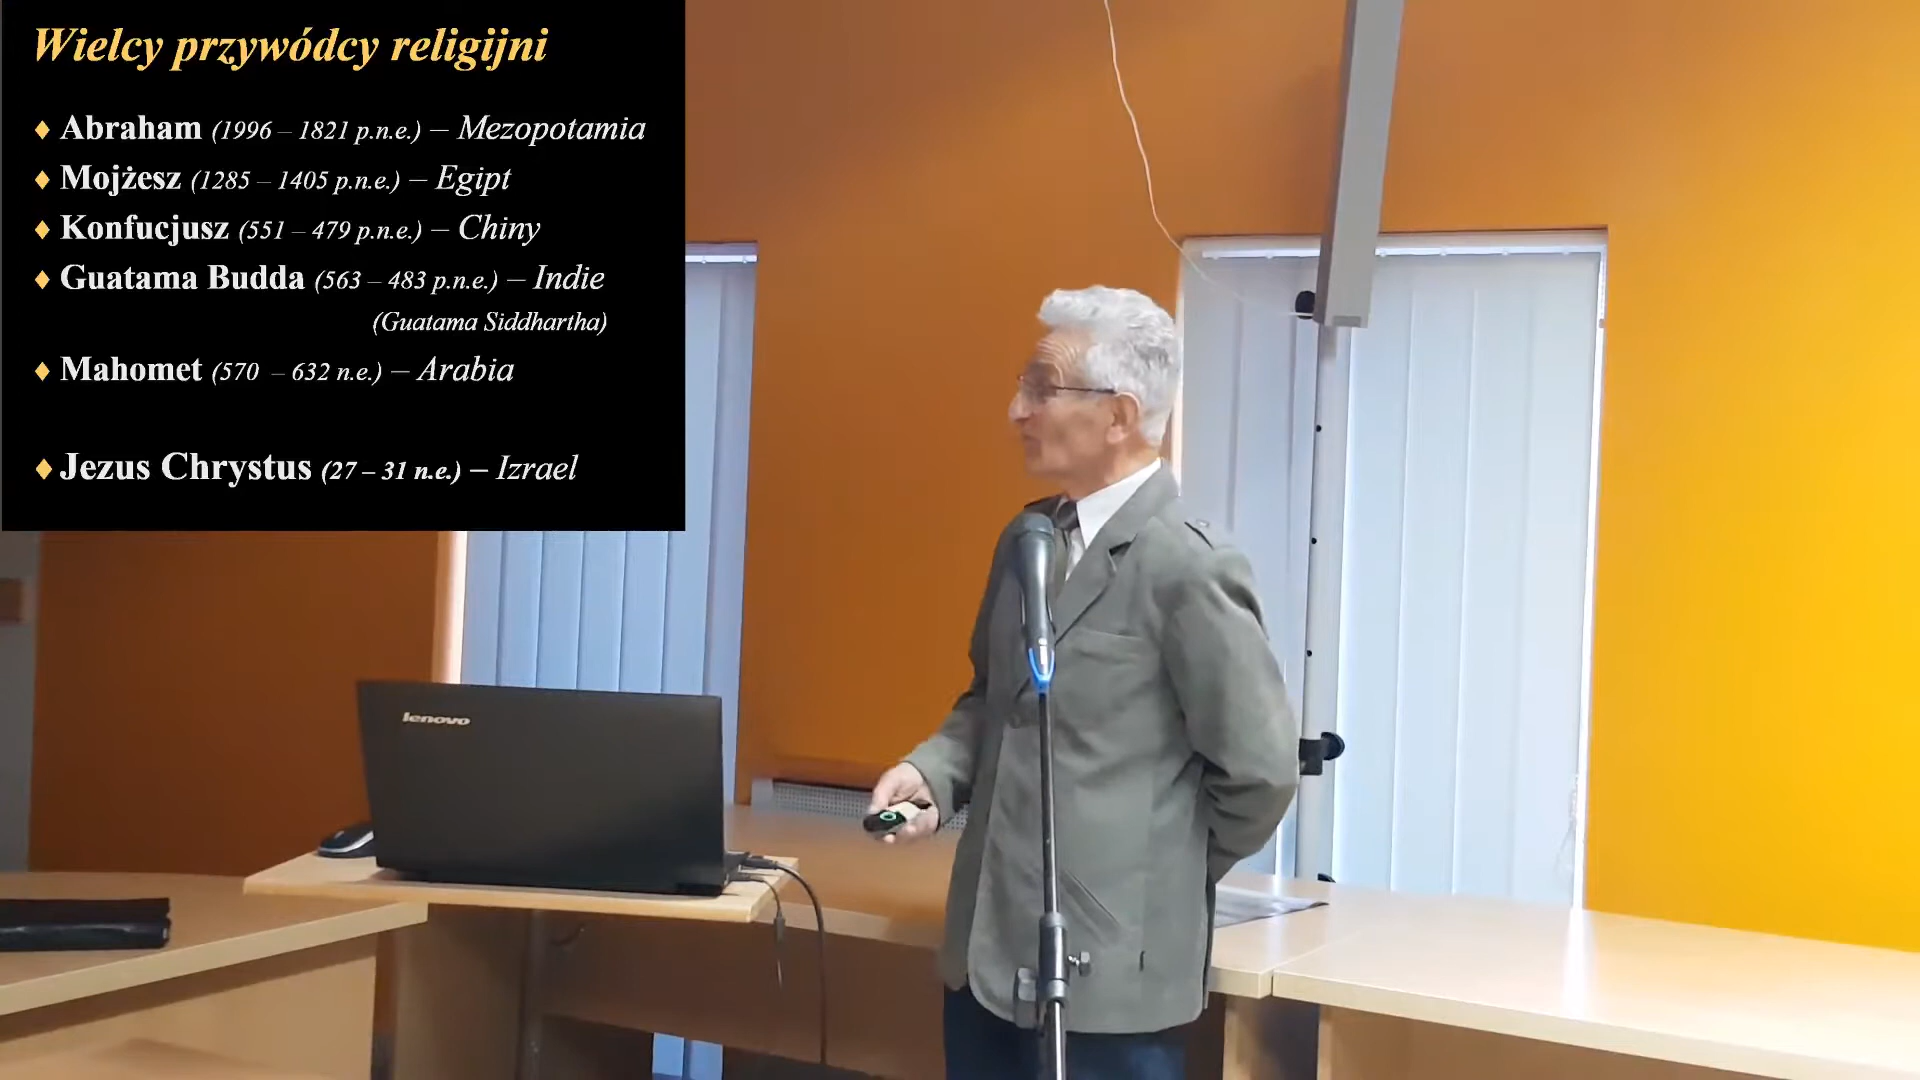 Wielcy przywódcy religijni
♦ Abraham (1996 – 1821 p.n.e.) – Mezopotamia
♦ Mojżesz (1285 – 1405 p.n.e.) – Egipt
♦ Konfucjusz (551 – 479 p.n.e.) – Chiny
♦ Guatama Budda (563 – 483 p.n.e.) – Indie
(Guatama Siddhartha)
♦ Mahomet (570 – 632 n.e.) – Arabia
♦ Jezus Chrystus (27 – 31 n.e.) – Izrael
lenovo